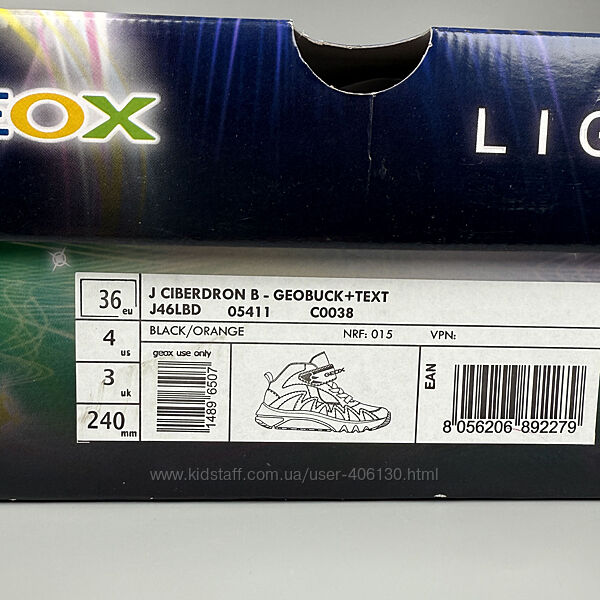 EOX
LIG
36 eu
4 us
3 uk
240 mm
J CIBERDRON B - GEOBUCK+TEXT
J46LBD 05411 C0038
BLACK/ORANGE NRF: 015 VPN:
geox use only
1489 6507
GEOX
EAN
8 056206 892279
www.kidstaff.com.ua/user-406130.html